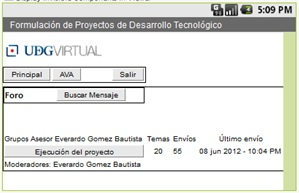 5:09 PM
Formulación de Proyectos de Desarrollo Tecnológico
UDGVIRTUAL
Principal AVA Salir
Foro Buscar Mensaje
Grupos Asesor Everardo Gomez Bautista Temas Envíos Último envío
Ejecución del proyecto 20 55 08 jun 2012 - 10:04 PM
Moderadores: Everardo Gomez Bautista